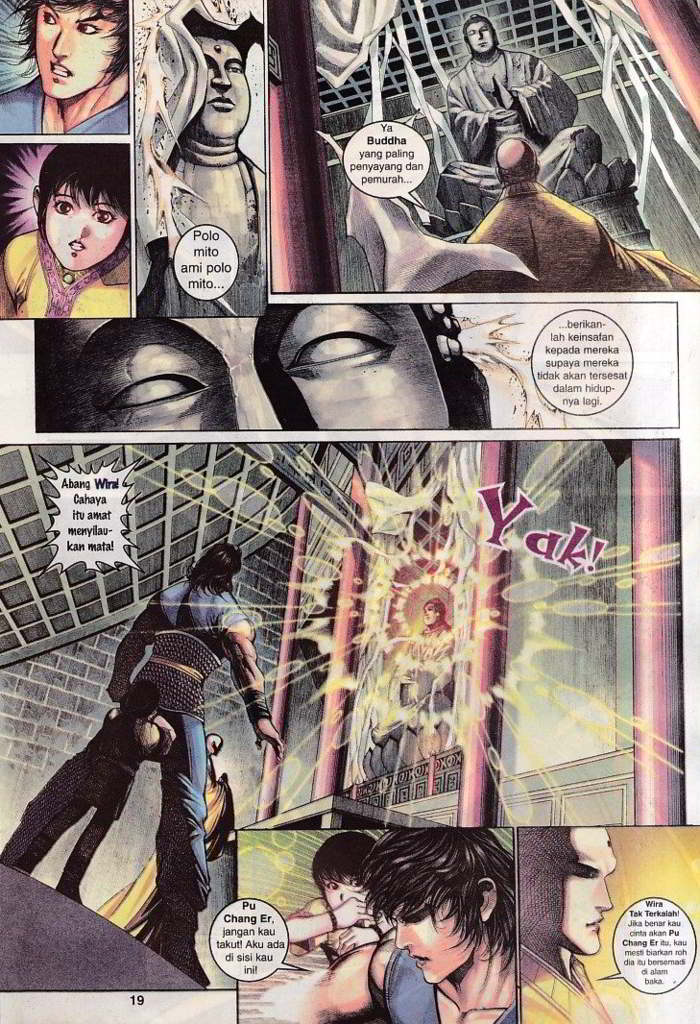 Polo
mito
ami polo
mito...
Ya
Buddha
yang paling
penyayang dan
pemurah...
...berikan-
lah keinsafan
kepada mereka
supaya mereka
tidak akan tersesat
dalam hidup-
nya lagi.
Abang Wira!
Cahaya
itu amat
menyilau-
kan mata!
Yak!
Pu
Chang Er,
jangan kau
takut! Aku ada
di sisi kau
ini!
Wira
Tak Terkalah!
Jika benar kau
cinta akan Pu
Chang Er itu, kau
mesti biarkan roh
dia itu bersemadi
di alam
baka.
19